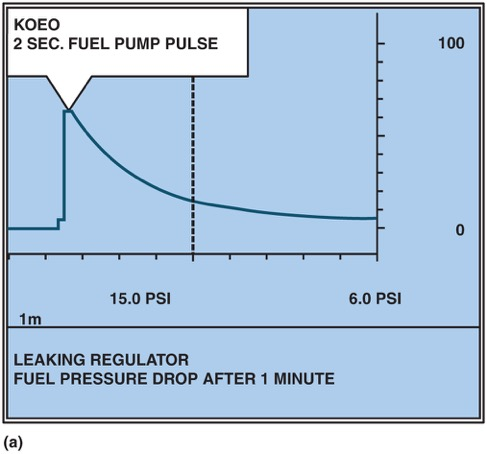 KOEO
2 SEC. FUEL PUMP PULSE
100
0
15.0 PSI
6.0 PSI
1m
LEAKING REGULATOR
FUEL PRESSURE DROP AFTER 1 MINUTE
(a)